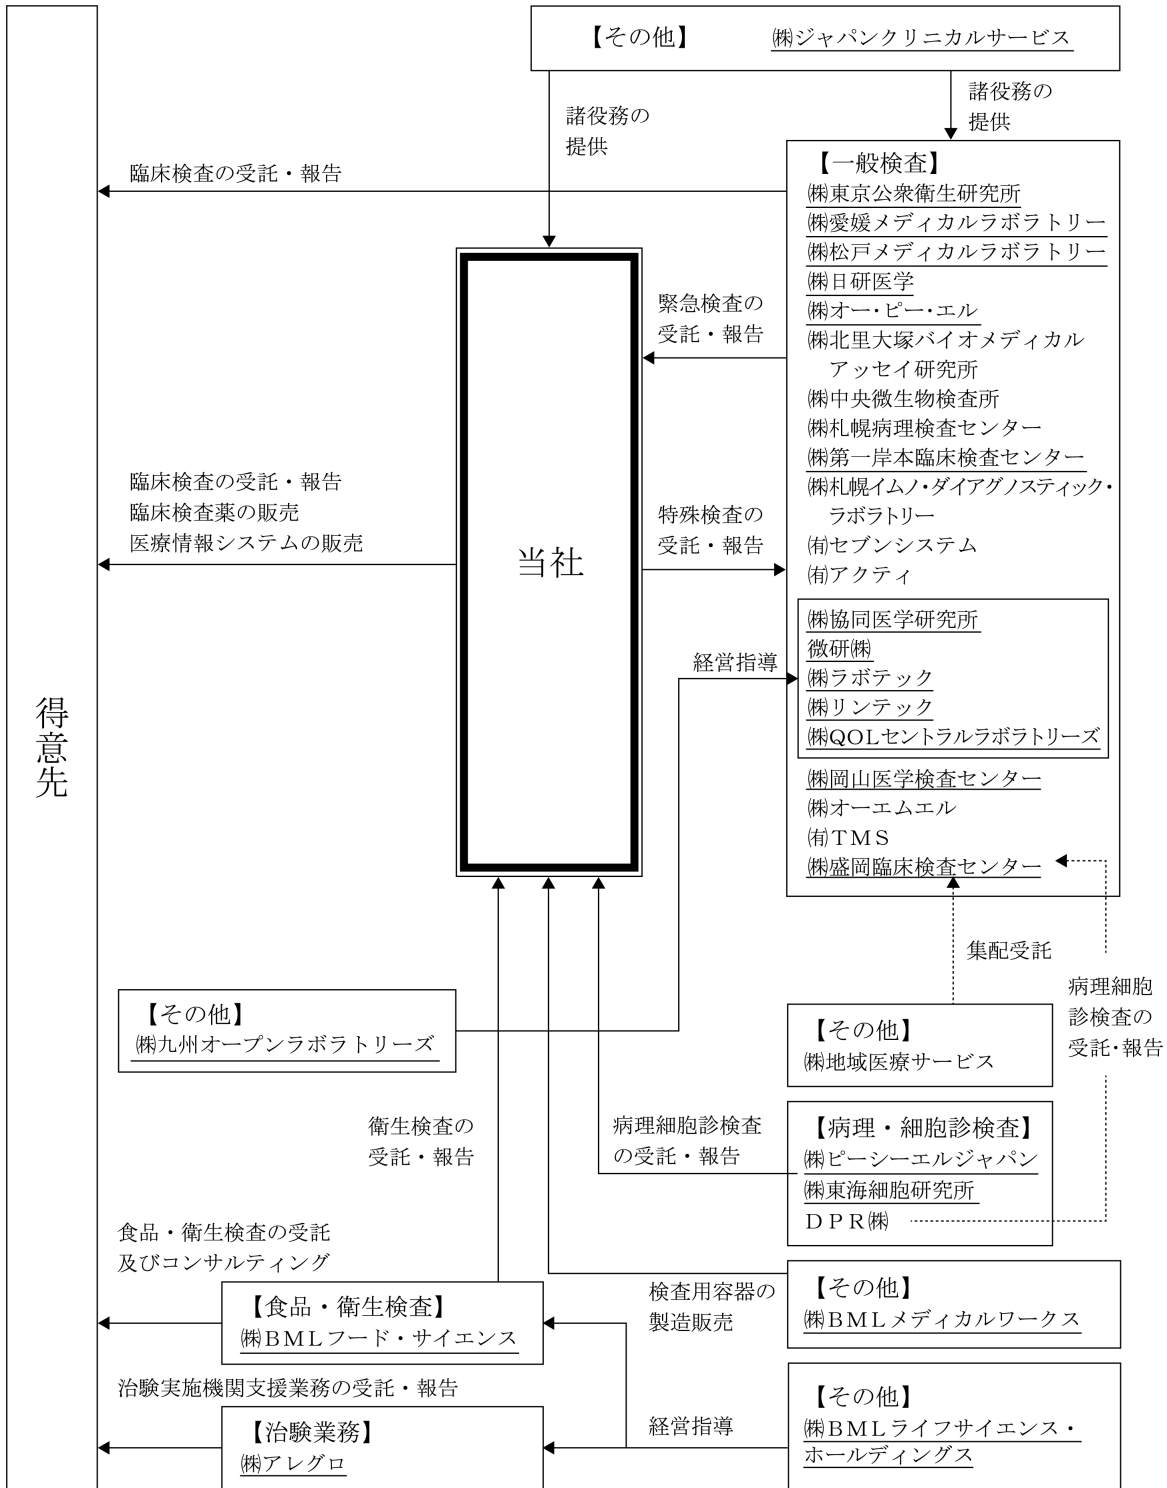 【その他】　㈱ジャパンクリニカルサービス
諸役務の
提供
諸役務の
提供
臨床検査の受託・報告
【一般検査】
㈱東京公衆衛生研究所
㈱愛媛メディカルラボラトリー
㈱松戸メディカルラボラトリー
㈱日研医学
㈱オー・ピー・エル
㈱北里大塚バイオメディカル
アッセイ研究所
㈱中央微生物検査所
㈱札幌病理検査センター
㈱第一岸本臨床検査センター
㈱札幌イムノ・ダイアグノスティック・
ラボラトリー
㈲セブンシステム
㈲アクティ
㈱協同医学研究所
微研㈱
㈱ラボテック
㈱リンテック
㈱QOLセントラルラボラトリーズ
㈱岡山医学検査センター
㈱オーエムエル
㈲TMS
㈱盛岡臨床検査センター
緊急検査の
受託・報告
臨床検査の受託・報告
臨床検査薬の販売
医療情報システムの販売
特殊検査の
受託・報告
当社
経営指導
得意先
集配受託
病理細胞
診検査の
受託・報告
【その他】
㈱九州オープンラボラトリーズ
【その他】
㈱地域医療サービス
衛生検査の
受託・報告
病理細胞診検査
の受託・報告
【病理・細胞診検査】
㈱ピーシーエルジャパン
㈱東海細胞研究所
DPR㈱
食品・衛生検査の受託
及びコンサルティング
【食品・衛生検査】
㈱BMLフード・サイエンス
検査用容器の
製造販売
【その他】
㈱BMLメディカルワークス
治験実施機関支援業務の受託・報告
【治験業務】
㈱アレグロ
経営指導
【その他】
㈱BMLライフサイエンス・
ホールディングス